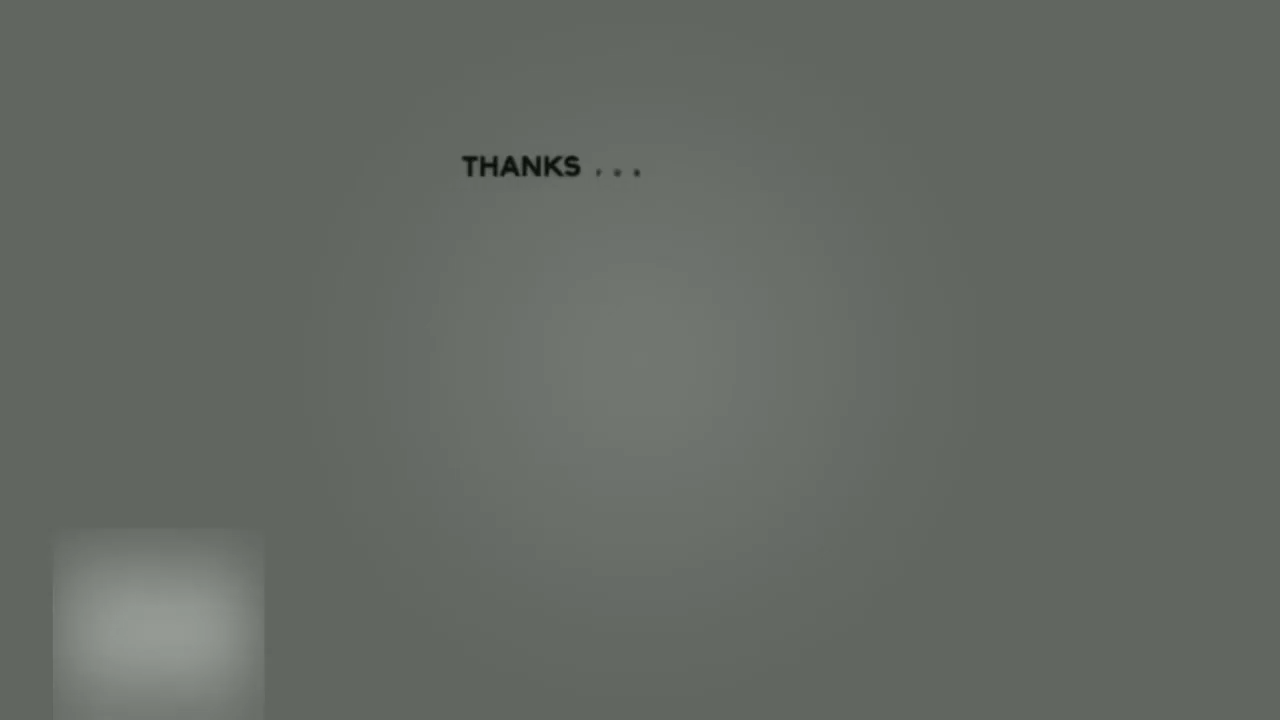 THANKS . . .